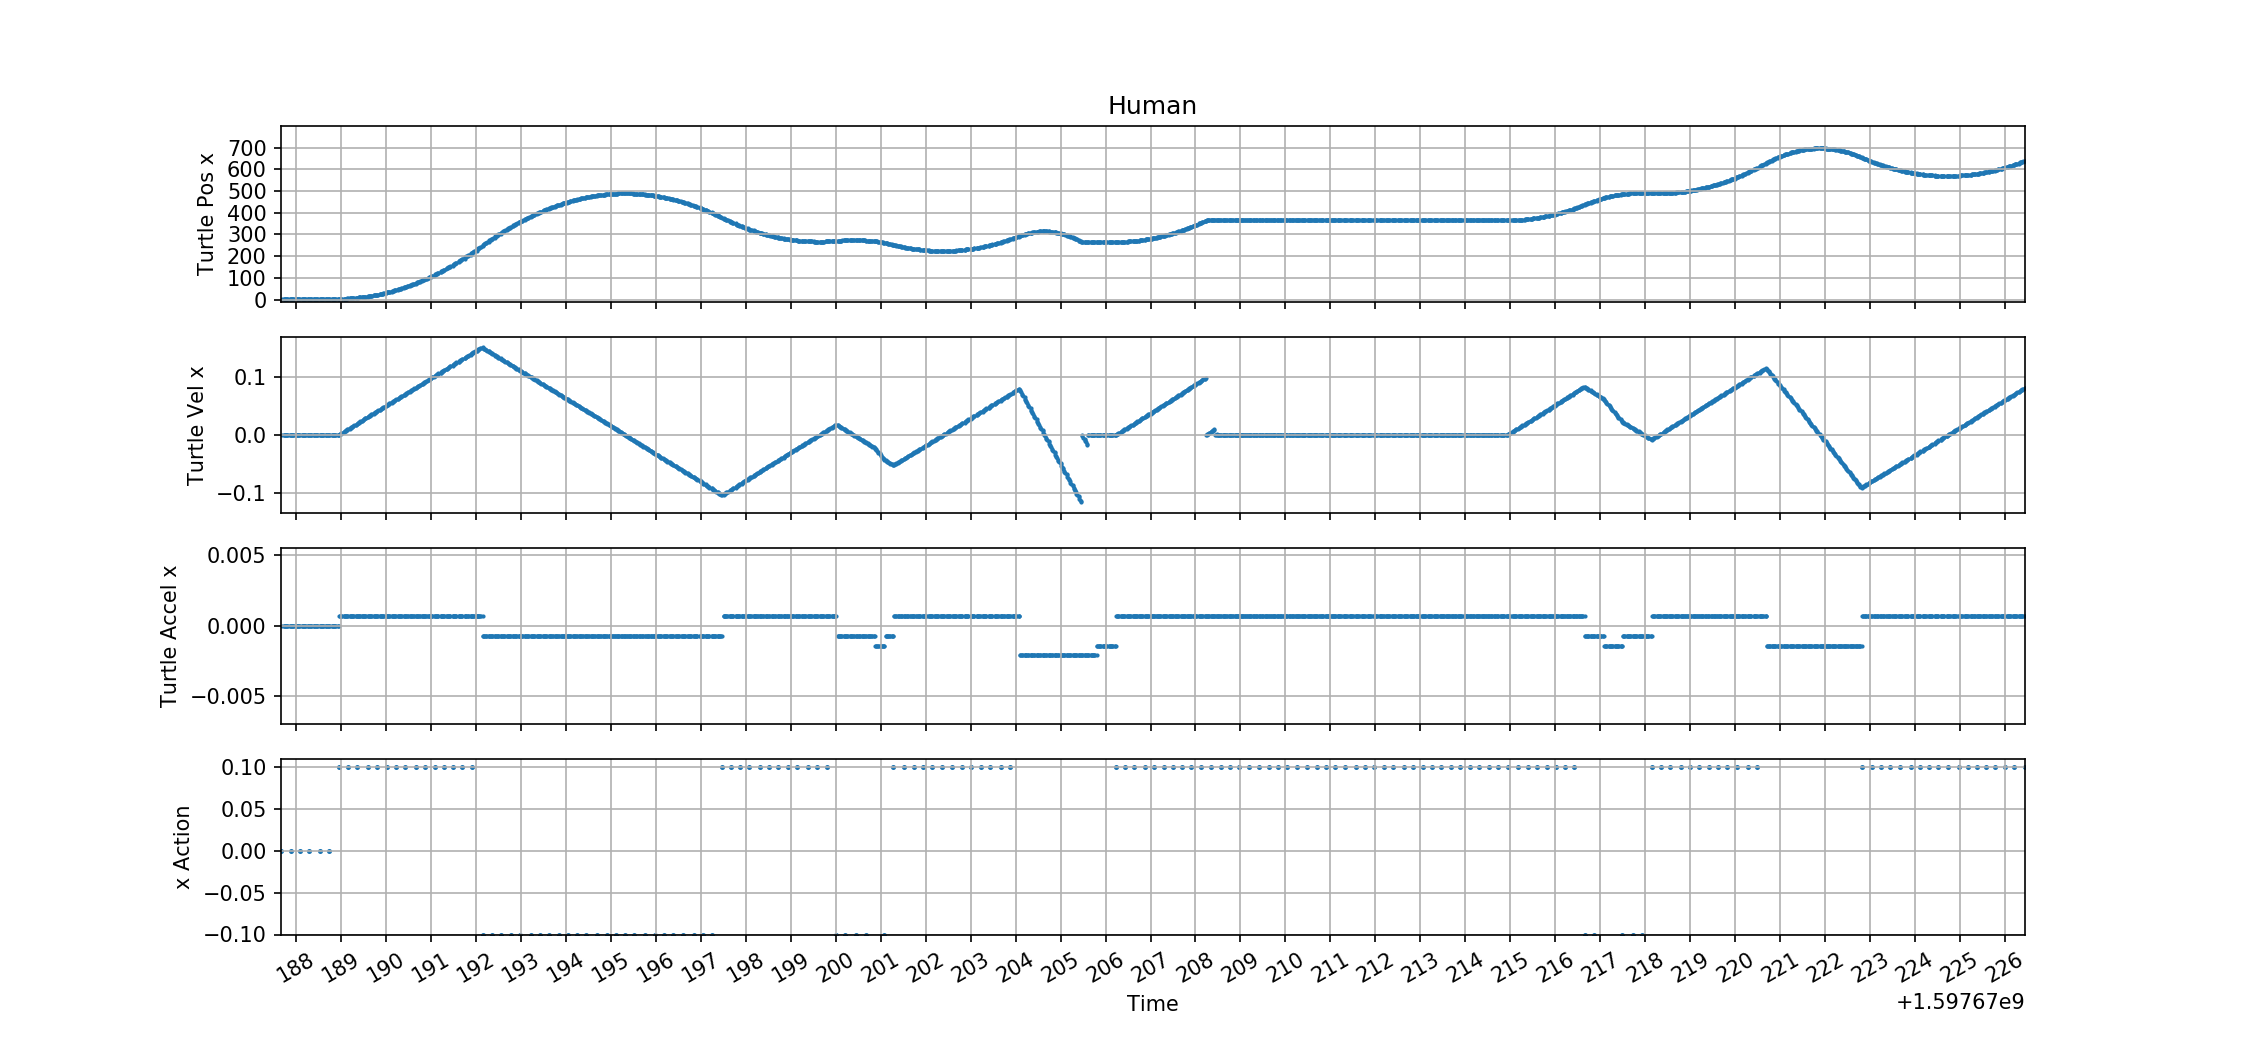 Human
Turtle Pos x
700
600
500
400
300
200
100
0
Turtle Vel x
0.1
0.0
−0.1
Turtle Accel x
0.005
0.000
−0.005
x Action
0.10
0.05
0.00
−0.05
−0.10
188 189 190 191 192 193 194 195 196 197 198 199 200 201 202 203 204 205 206 207 208 209 210 211 212 213 214 215 216 217 218 219 220 221 222 223 224 225 226
Time
+1.59767e9